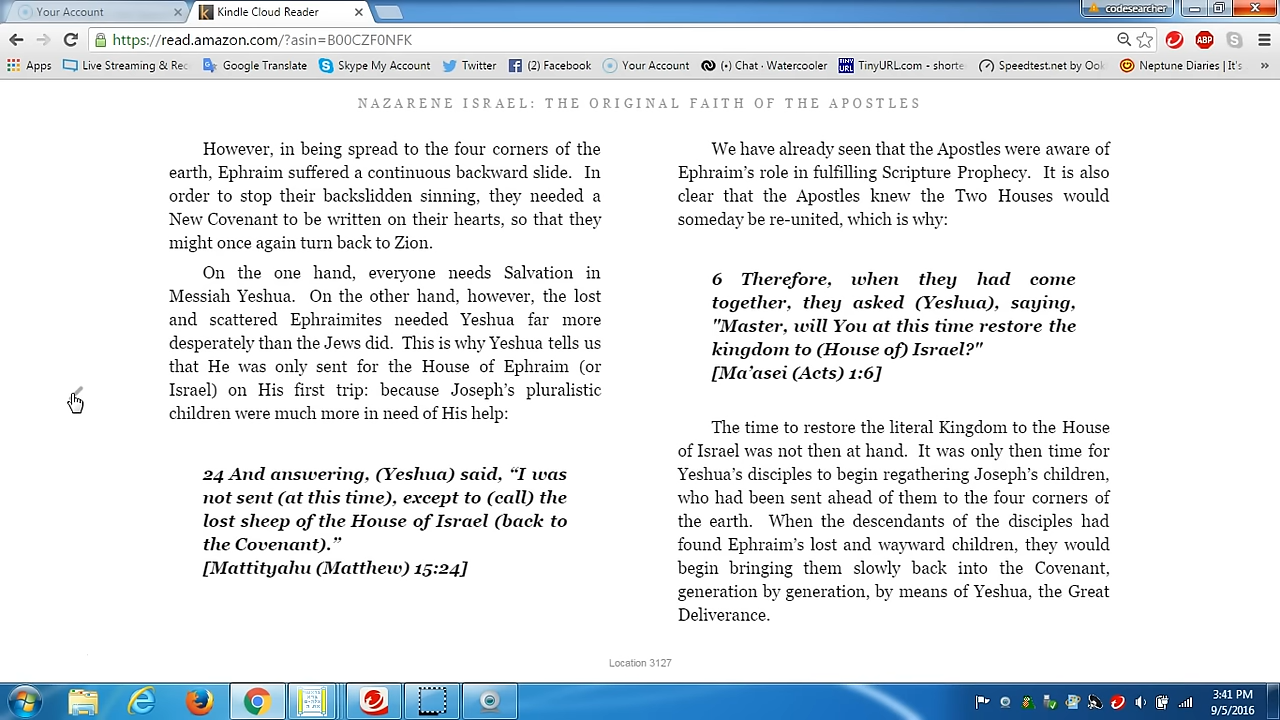 Your Account
Kindle Cloud Reader
codesearcher
https://read.amazon.com/?asin=B00CZF0NFK
ABP
Apps
Live Streaming & Re
Google Translate
Skype My Account
Twitter
(2) Facebook
Your Account
(•) Chat · Watercooler
TinyURL.com - shorte
Speedtest.net by Ook
Neptune Diaries | It's
»
NAZARENE ISRAEL: THE ORIGINAL FAITH OF THE APOSTLES
However, in being spread to the four corners of the
earth, Ephraim suffered a continuous backward slide. In
order to stop their backslidden sinning, they needed a
New Covenant to be written on their hearts, so that they
might once again turn back to Zion.
On the one hand, everyone needs Salvation in
Messiah Yeshua. On the other hand, however, the lost
and scattered Ephraimites needed Yeshua far more
desperately than the Jews did. This is why Yeshua tells us
that He was only sent for the House of Ephraim (or
Israel) on His first trip: because Joseph's pluralistic
children were much more in need of His help:
24 And answering, (Yeshua) said, “I was
not sent (at this time), except to (call) the
lost sheep of the House of Israel (back to
the Covenant).”
[Mattityahu (Matthew) 15:24]
We have already seen that the Apostles were aware of
Ephraim's role in fulfilling Scripture Prophecy. It is also
clear that the Apostles knew the Two Houses would
someday be re-united, which is why:
6 Therefore, when they had come
together, they asked (Yeshua), saying,
"Master, will You at this time restore the
kingdom to (House of) Israel?"
[Ma'asei (Acts) 1:6]
The time to restore the literal Kingdom to the House
of Israel was not then at hand. It was only then time for
Yeshua's disciples to begin regathering Joseph's children,
who had been sent ahead of them to the four corners of
the earth. When the descendants of the disciples had
found Ephraim's lost and wayward children, they would
begin bringing them slowly back into the Covenant,
generation by generation, by means of Yeshua, the Great
Deliverance.
Location 3127
3:41 PM
9/5/2016